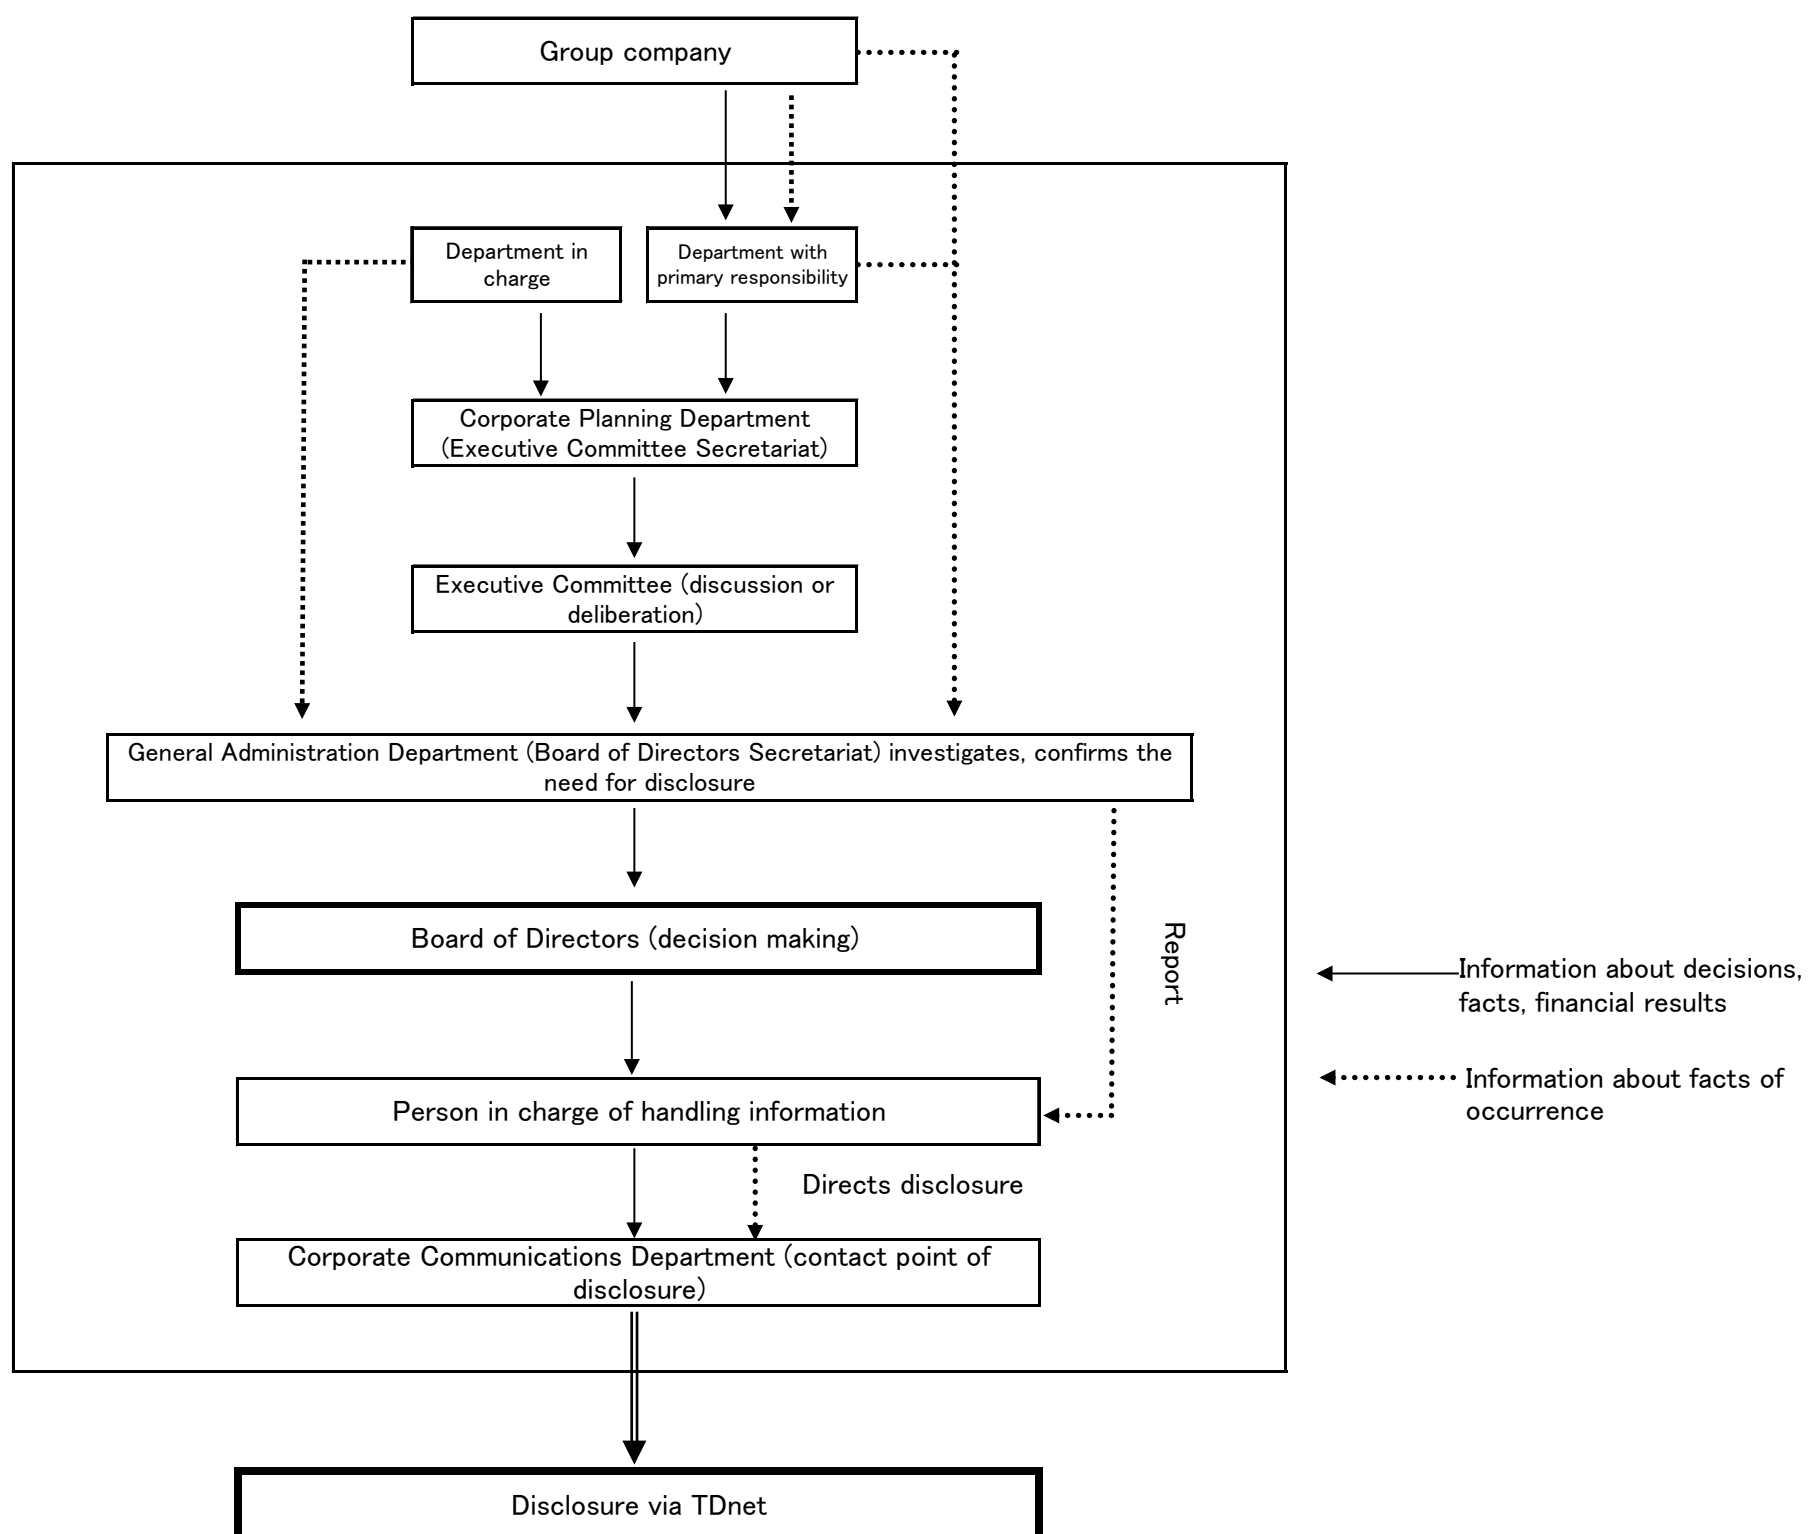 Group company
Department in
charge
Department with
primary responsibility
Corporate Planning Department
(Executive Committee Secretariat)
Executive Committee (discussion or
deliberation)
General Administration Department (Board of Directors Secretariat) investigates, confirms the
need for disclosure
Board of Directors (decision making)
Report
Information about decisions,
facts, financial results
Information about facts of
occurrence
Person in charge of handling information
Directs disclosure
Corporate Communications Department (contact point of
disclosure)
Disclosure via TDnet